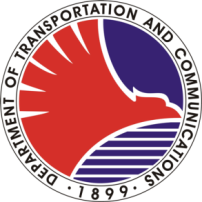 DEPARTMENT OF TRANSPORTATION AND COMMUNICATIONS
· 1899 ·